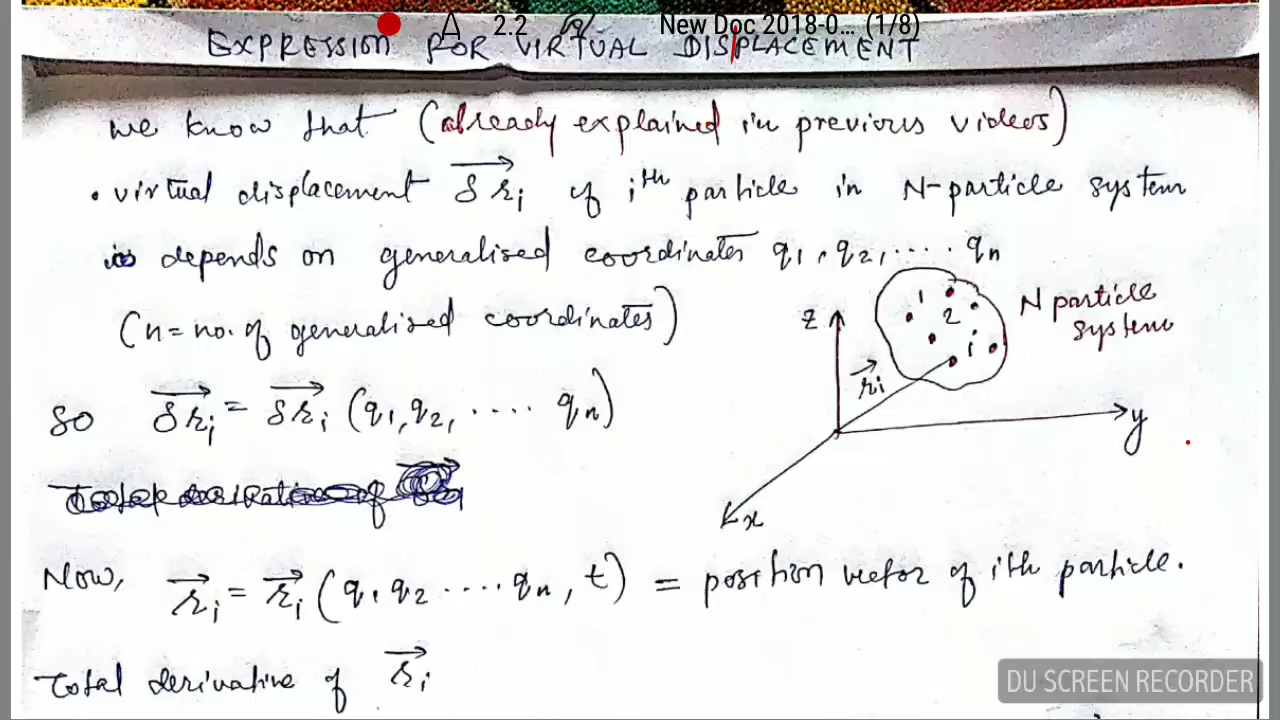 A 2.2 New Doc 2018-0... (1/8)
EXPRESSION FOR VIRTUAL DISPLACEMENT
we know that (already explained in previous videos)
• virtual displacement δr⃗ᵢ of iᵗʰ particle in N-particle system
depends on generalised coordinates q₁, q₂, .... qₙ
(n = no. of generalised coordinates)
z
1
2
i
N particle
system
r⃗ᵢ
y
x
So δr⃗ᵢ = δr⃗ᵢ (q₁, q₂, .... qₙ)
Now, r⃗ᵢ = r⃗ᵢ (q₁ q₂ ..... qₙ, t) = position vector of ith particle.
Total derivative of r⃗ᵢ
DU SCREEN RECORDER